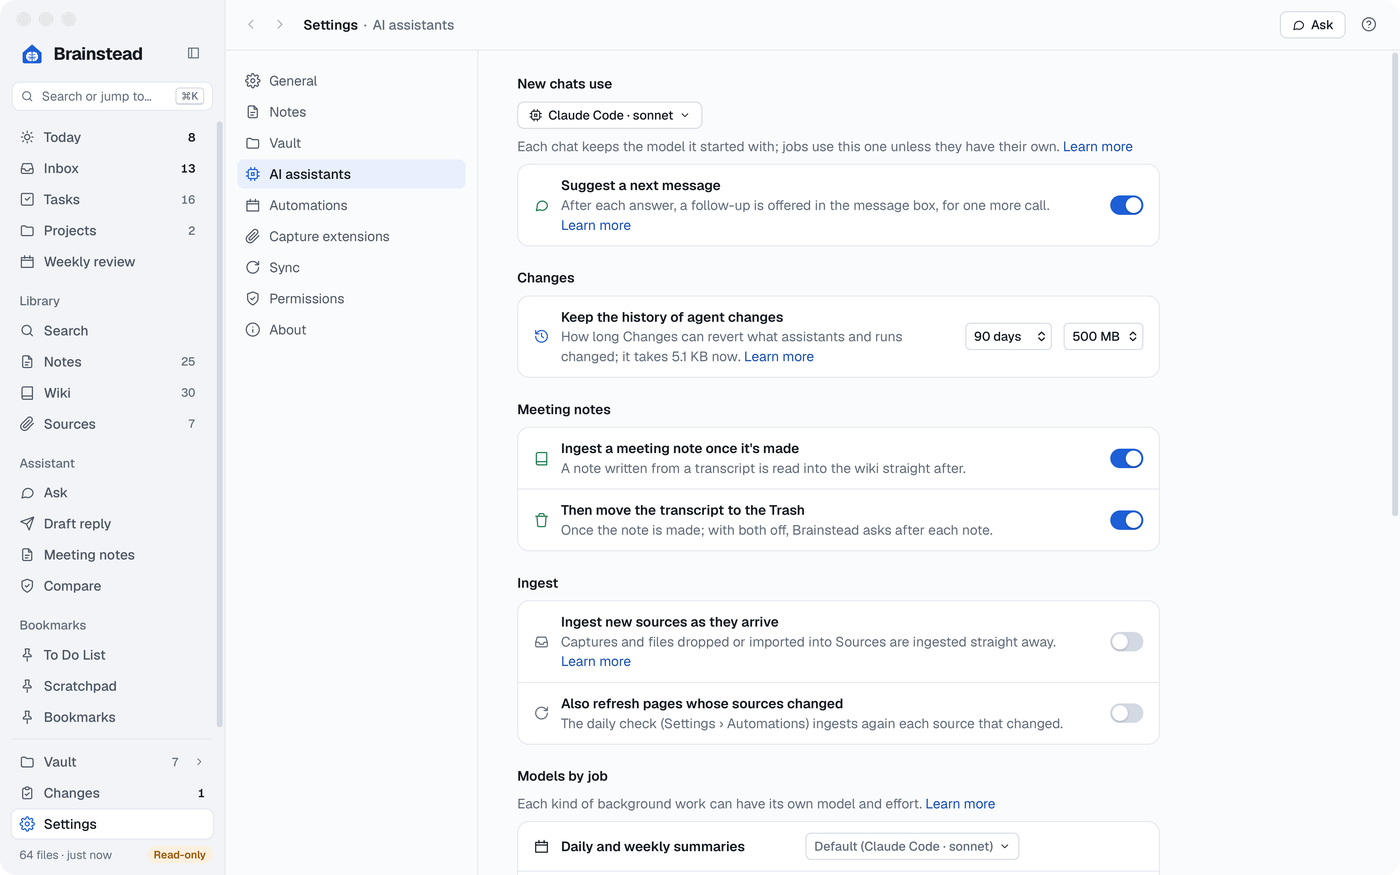 Brainstead
Search or jump to... ⌘K
Today 8
Inbox 13
Tasks 16
Projects 2
Weekly review
Library
Search
Notes 25
Wiki 30
Sources 7
Assistant
Ask
Draft reply
Meeting notes
Compare
Bookmarks
To Do List
Scratchpad
Bookmarks
Vault 7
Changes 1
Settings
64 files · just now Read-only
Settings · AI assistants
Ask
General
Notes
Vault
AI assistants
Automations
Capture extensions
Sync
Permissions
About
New chats use
Claude Code · sonnet
Each chat keeps the model it started with; jobs use this one unless they have their own. Learn more
Suggest a next message
After each answer, a follow-up is offered in the message box, for one more call.
Learn more
Changes
Keep the history of agent changes
How long Changes can revert what assistants and runs
changed; it takes 5.1 KB now. Learn more
90 days
500 MB
Meeting notes
Ingest a meeting note once it's made
A note written from a transcript is read into the wiki straight after.
Then move the transcript to the Trash
Once the note is made; with both off, Brainstead asks after each note.
Ingest
Ingest new sources as they arrive
Captures and files dropped or imported into Sources are ingested straight away.
Learn more
Also refresh pages whose sources changed
The daily check (Settings › Automations) ingests again each source that changed.
Models by job
Each kind of background work can have its own model and effort. Learn more
Daily and weekly summaries
Default (Claude Code · sonnet)